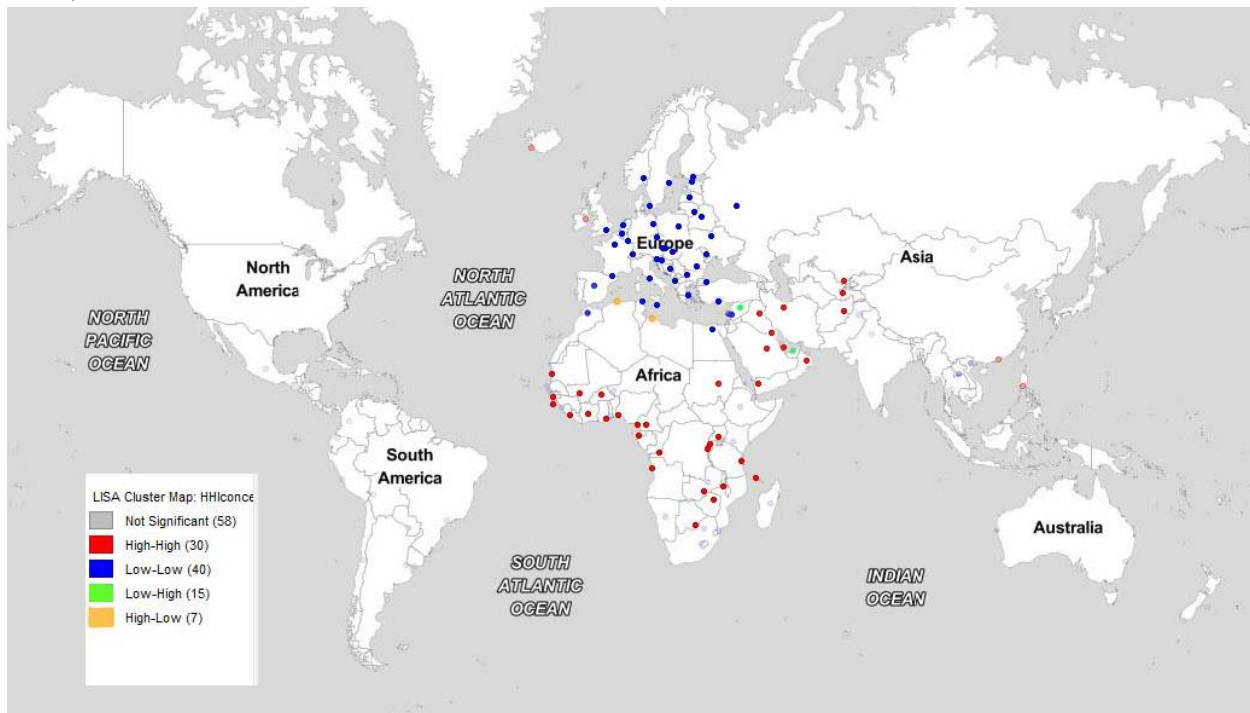 NORTH
PACIFIC
OCEAN
North
America
NORTH
ATLANTIC
OCEAN
Europe
Asia
Africa
South
America
SOUTH
ATLANTIC
OCEAN
INDIAN
OCEAN
Australia
LISA Cluster Map: HHIconce
Not Significant (58)
High-High (30)
Low-Low (40)
Low-High (15)
High-Low (7)